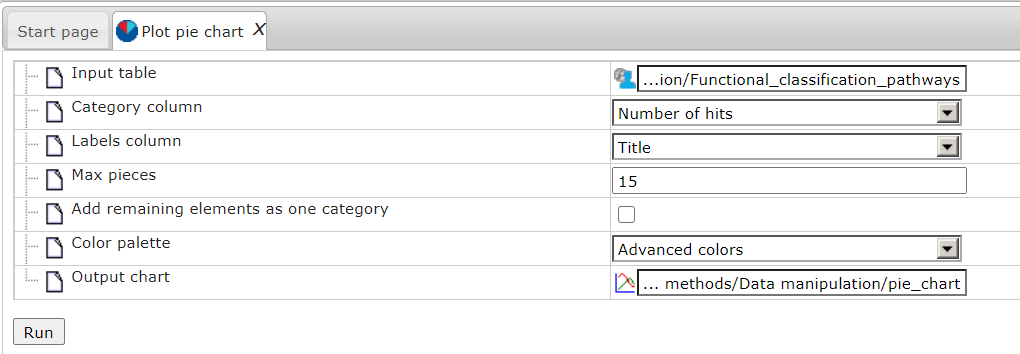 Start page Plot pie chart X
Input table ...ion/Functional_classification_pathways
Category column Number of hits
Labels column Title
Max pieces 15
Add remaining elements as one category
Color palette Advanced colors
Output chart ... methods/Data manipulation/pie_chart
Run